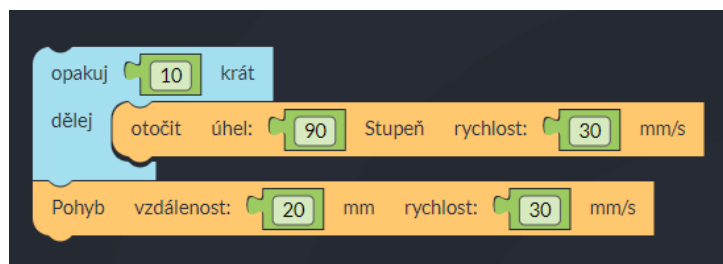 opakuj 10 krát
dělej otočit úhel: 90 Stupeň rychlost: 30 mm/s
Pohyb vzdálenost: 20 mm rychlost: 30 mm/s